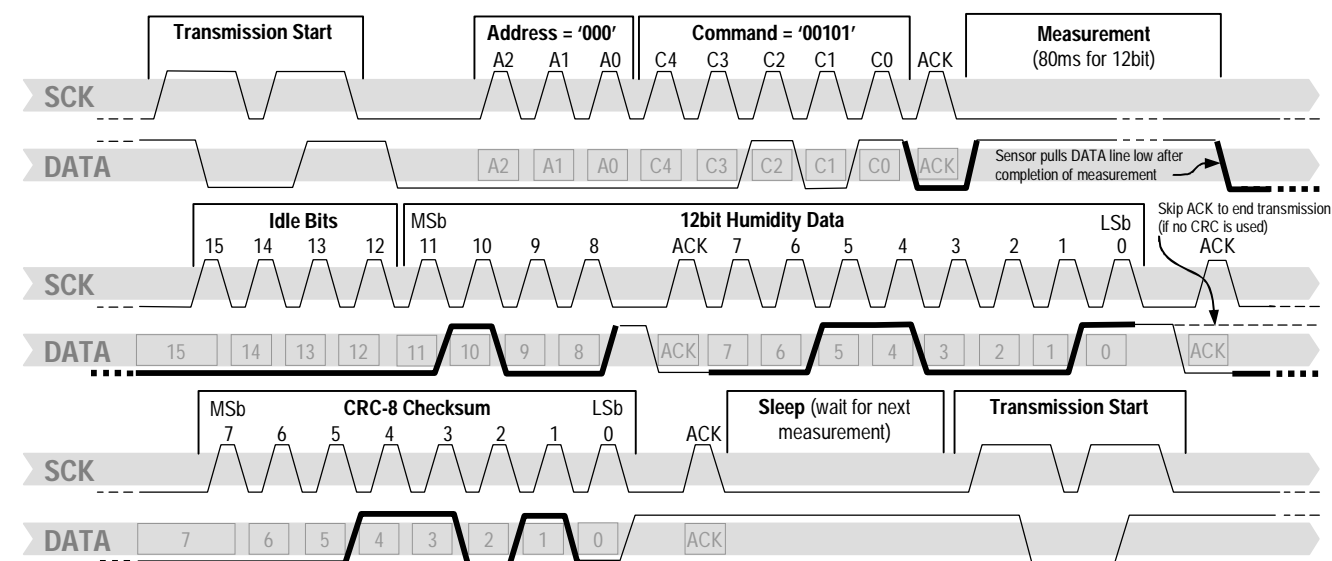 Transmission Start Address = '000' Command = '00101' Measurement
A2 A1 A0 C4 C3 C2 C1 C0 ACK (80ms for 12bit)
SCK
DATA A2 A1 A0 C4 C3 C2 C1 C0 ACK
Sensor pulls DATA line low after
completion of measurement
Idle Bits MSb 12bit Humidity Data LSb
Skip ACK to end transmission
(if no CRC is used)
15 14 13 12 11 10 9 8 ACK 7 6 5 4 3 2 1 0 ACK
SCK
DATA 15 14 13 12 11 10 9 8 ACK 7 6 5 4 3 2 1 0 ACK
MSb CRC-8 Checksum LSb Sleep (wait for next Transmission Start
measurement)
7 6 5 4 3 2 1 0 ACK
SCK
DATA 7 6 5 4 3 2 1 0 ACK